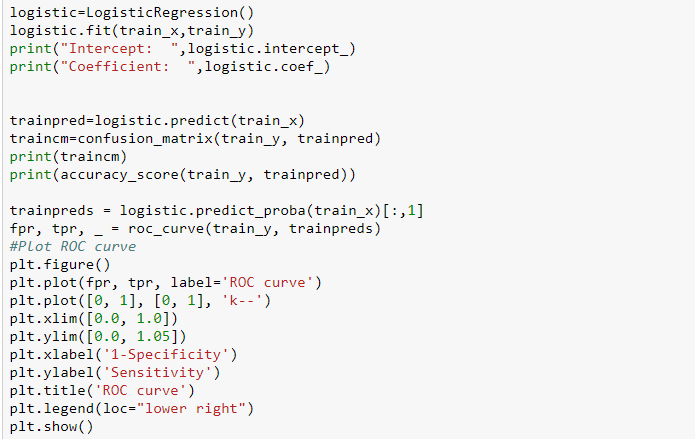 logistic=LogisticRegression()
logistic.fit(train_x,train_y)
print("Intercept:  ",logistic.intercept_)
print("Coefficient:  ",logistic.coef_)
trainpred=logistic.predict(train_x)
traincm=confusion_matrix(train_y, trainpred)
print(traincm)
print(accuracy_score(train_y, trainpred))
trainpreds = logistic.predict_proba(train_x)[:,1]
fpr, tpr, _ = roc_curve(train_y, trainpreds)
#Plot ROC curve
plt.figure()
plt.plot(fpr, tpr, label='ROC curve')
plt.plot([0, 1], [0, 1], 'k--')
plt.xlim([0.0, 1.0])
plt.ylim([0.0, 1.05])
plt.xlabel('1-Specificity')
plt.ylabel('Sensitivity')
plt.title('ROC curve')
plt.legend(loc="lower right")
plt.show()